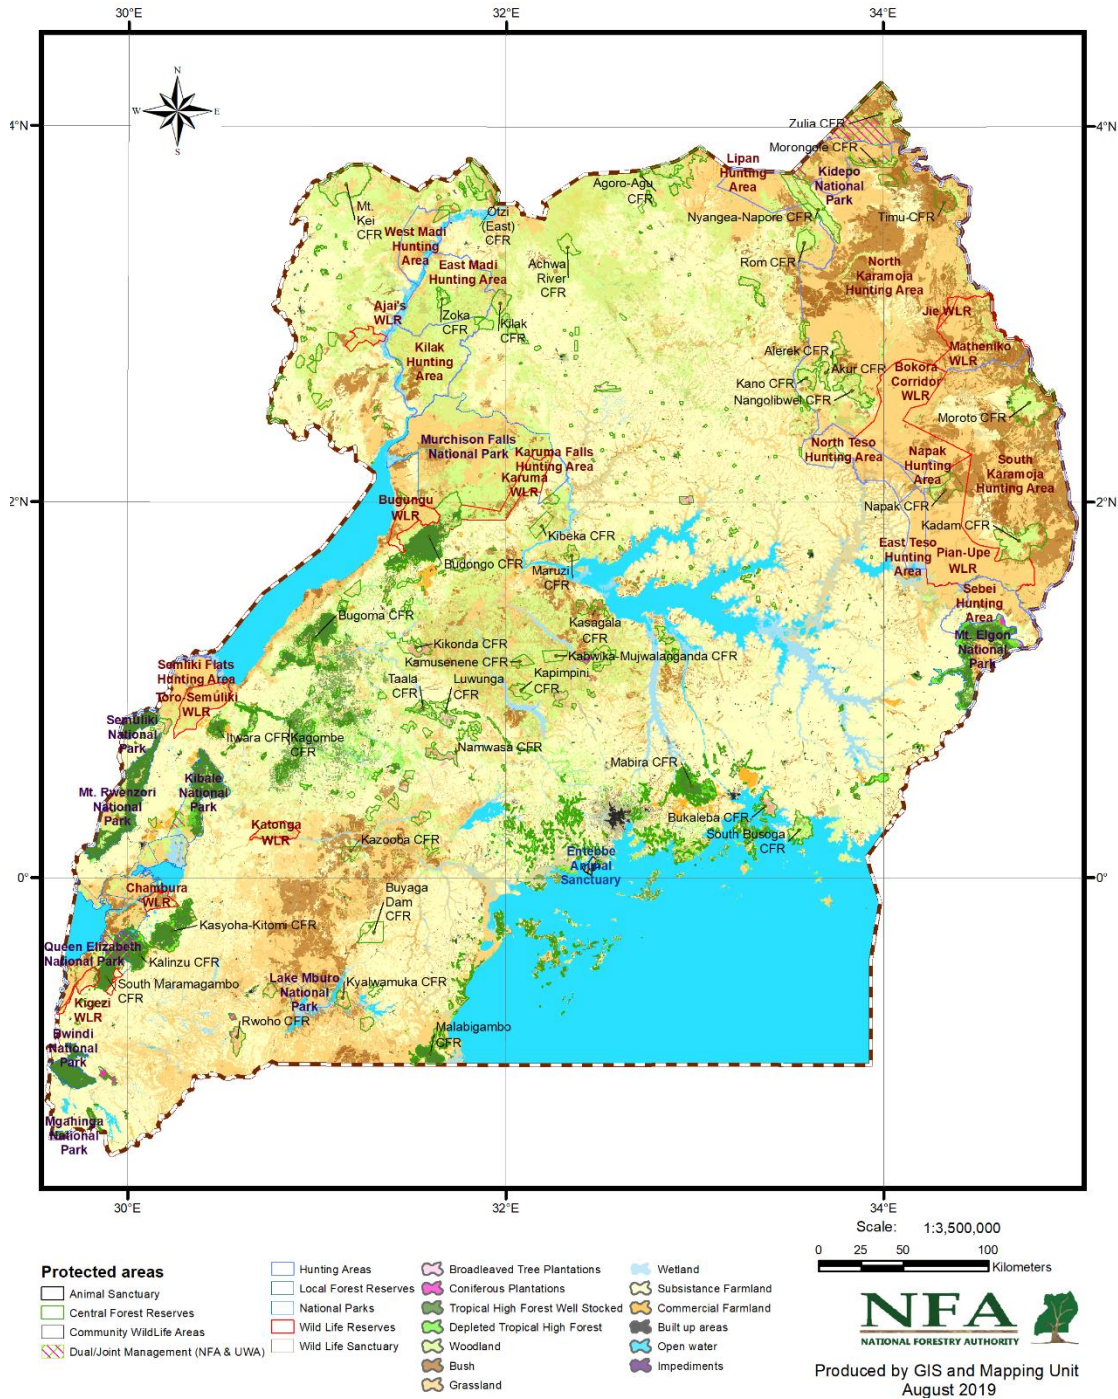 30°E
32°E
34°E
4°N
4°N
N
W
E
S
Zulia CFR
Morongole CFR
Lipan
Hunting
Area
Kidepo
National
Park
Agoro-Agu
CFR
Nyangea-Napore CFR
Timu-CFR
Mt.
Kei
CFR
Otzi
(East)
CFR
West Madi
Hunting
Area
East Madi
Hunting Area
Achwa
River
CFR
Rom CFR
North
Karamoja
Hunting Area
Ajai's
WLR
Zoka
CFR
Kilak
CFR
Jie WLR
Kilak
Hunting
Area
Matheniko
WLR
Alerek CFR
Akur CFR
Bokora
Corridor
WLR
Kano CFR
Nangolibwel CFR
Moroto CFR
Murchison Falls
National Park
Karuma Falls
Hunting Area
Karuma
WLR
North Teso
Hunting Area
Napak
Hunting
Area
South
Karamoja
Hunting Area
2°N
2°N
Bugungu
WLR
Napak CFR
Kadam CFR
Kibeka CFR
Budongo CFR
Maruzi
CFR
East Teso
Hunting
Area
Pian-Upe
WLR
Sebei
Hunting
Area
Bugoma CFR
Kasagala
CFR
Kikonda CFR
Kamusenene CFR
Kabwika-Mujwalanganda CFR
Mt. Elgon
National
Park
Semliki Flats
Hunting Area
Toro-Semuliki
WLR
Taala
CFR
Luwunga
CFR
Kapimpini
CFR
Semuliki
National
Park
Itwara CFR
Kagombe
CFR
Namwasa CFR
Mabira CFR
Mt. Rwenzori
National
Park
Kibale
National
Park
Bukaleba CFR
South Busoga
CFR
Katonga
WLR
Kazooba CFR
Entebbe
Animal
Sanctuary
0°
0°
Chambura
WLR
Buyaga
Dam
CFR
Kasyoha-Kitomi CFR
Queen Elizabeth
National Park
Kalinzu CFR
Lake Mburo
National
Park
Kyalwamuka CFR
South Maramagambo
CFR
Kigezi
WLR
Rwoho CFR
Malabigambo
CFR
Bwindi
National
Park
Mgahinga
National
Park
30°E
32°E
34°E
Scale: 1:3,500,000
0 25 50 100
Kilometers
Protected areas
Animal Sanctuary
Central Forest Reserves
Community WildLife Areas
Dual/Joint Management (NFA & UWA)
Hunting Areas
Local Forest Reserves
National Parks
Wild Life Reserves
Wild Life Sanctuary
Broadleaved Tree Plantations
Coniferous Plantations
Tropical High Forest Well Stocked
Depleted Tropical High Forest
Woodland
Bush
Grassland
Wetland
Subsistance Farmland
Commercial Farmland
Built up areas
Open water
Impediments
NFA
NATIONAL FORESTRY AUTHORITY
Produced by GIS and Mapping Unit
August 2019